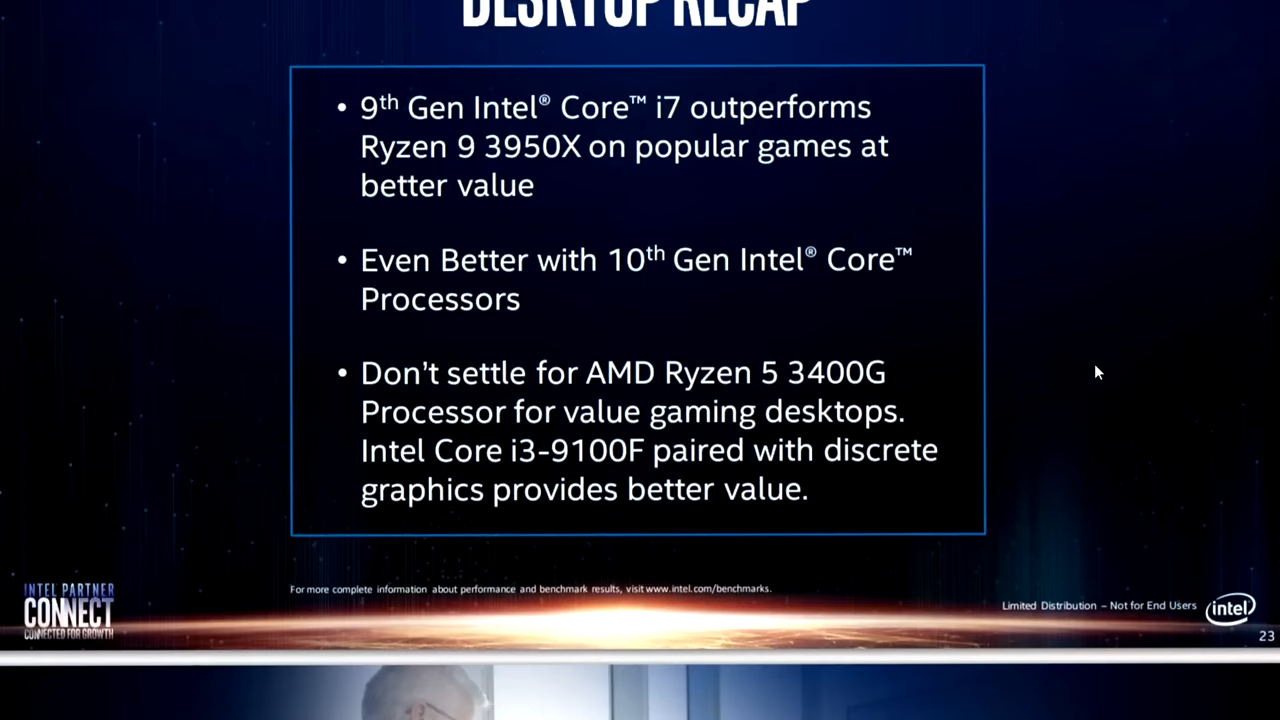 DESKTOP RECAP
• 9th Gen Intel® Core™ i7 outperforms
Ryzen 9 3950X on popular games at
better value
• Even Better with 10th Gen Intel® Core™
Processors
• Don't settle for AMD Ryzen 5 3400G
Processor for value gaming desktops.
Intel Core i3-9100F paired with discrete
graphics provides better value.
For more complete information about performance and benchmark results, visit www.intel.com/benchmarks.
INTEL PARTNER
CONNECT
CONNECTED FOR GROWTH
Limited Distribution – Not for End Users
intel
23